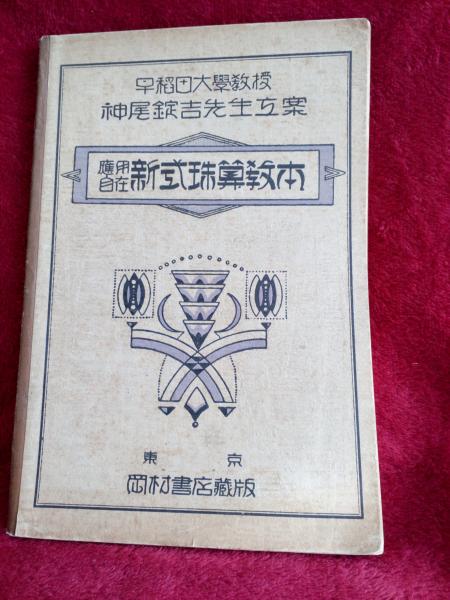 早稲田大學教授
神尾錠吉先生立案
應用自在 新式珠算教本
東京
岡村書店藏版